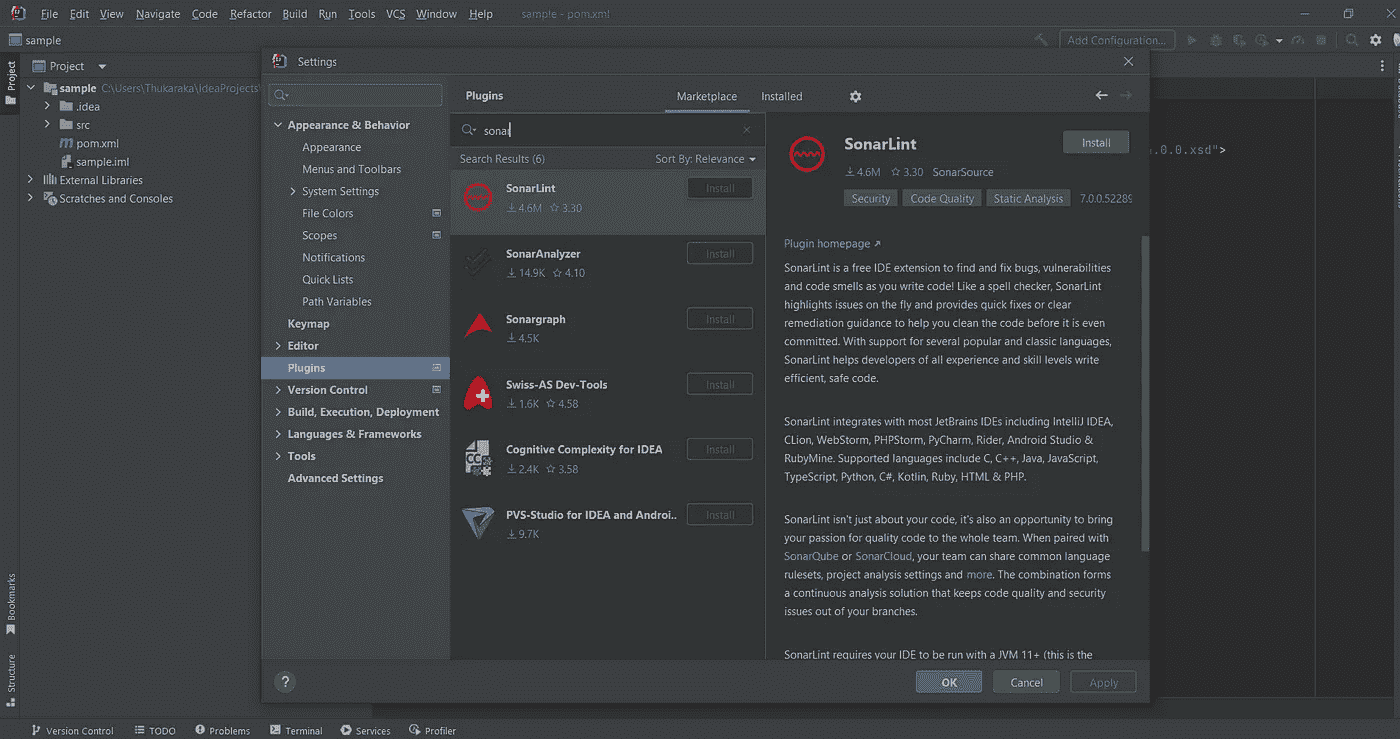 File Edit View Navigate Code Refactor Build Run Tools VCS Window Help sample - pom.xml
sample
Add Configuration...
Project
Project
sample C:\Users\Thukaraka\IdeaProjects\
.idea
src
pom.xml
sample.iml
External Libraries
Scratches and Consoles
Bookmarks
Structure
.0.0.xsd">
Settings
Appearance & Behavior
Appearance
Menus and Toolbars
System Settings
File Colors
Scopes
Notifications
Quick Lists
Path Variables
Keymap
Editor
Plugins
Version Control
Build, Execution, Deployment
Languages & Frameworks
Tools
Advanced Settings
Plugins
Marketplace
Installed
sonar
Search Results (6)
Sort By: Relevance
SonarLint
4.6M 3.30
Install
SonarAnalyzer
14.9K 4.10
Install
Sonargraph
4.5K
Install
Swiss-AS Dev-Tools
1.6K 4.58
Install
Cognitive Complexity for IDEA
2.4K 3.58
Install
PVS-Studio for IDEA and Androi..
9.7K
Install
SonarLint
Install
4.6M 3.30 SonarSource
Security Code Quality Static Analysis 7.0.0.52289
Plugin homepage
SonarLint is a free IDE extension to find and fix bugs, vulnerabilities
and code smells as you write code! Like a spell checker, SonarLint
highlights issues on the fly and provides quick fixes or clear
remediation guidance to help you clean the code before it is even
committed. With support for several popular and classic languages,
SonarLint helps developers of all experience and skill levels write
efficient, safe code.
SonarLint integrates with most JetBrains IDEs including IntelliJ IDEA,
CLion, WebStorm, PHPStorm, PyCharm, Rider, Android Studio &
RubyMine. Supported languages include C, C++, Java, JavaScript,
TypeScript, Python, C#, Kotlin, Ruby, HTML & PHP.
SonarLint isn't just about your code, it's also an opportunity to bring
your passion for quality code to the whole team. When paired with
SonarQube or SonarCloud, your team can share common language
rulesets, project analysis settings and more. The combination forms
a continuous analysis solution that keeps code quality and security
issues out of your branches.
SonarLint requires your IDE to be run with a JVM 11+ (this is the
?
OK
Cancel
Apply
Version Control TODO Problems Terminal Services Profiler